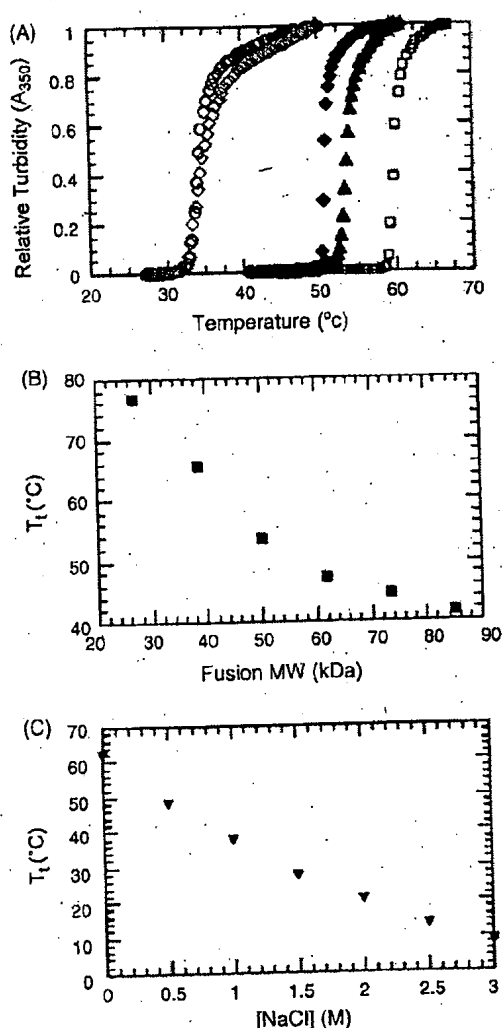 (A)
Relative Turbidity (A350)
1
0.8
0.6
0.4
0.2
0
20 30 40 50 60 70
Temperature (°c)
(B)
Tt (°C)
80
70
60
50
40
20 30 40 50 60 70 80 90
Fusion MW (kDa)
(C)
Tt (°C)
70
60
50
40
30
20
10
0
0 0.5 1 1.5 2 2.5 3
[NaCl] (M)